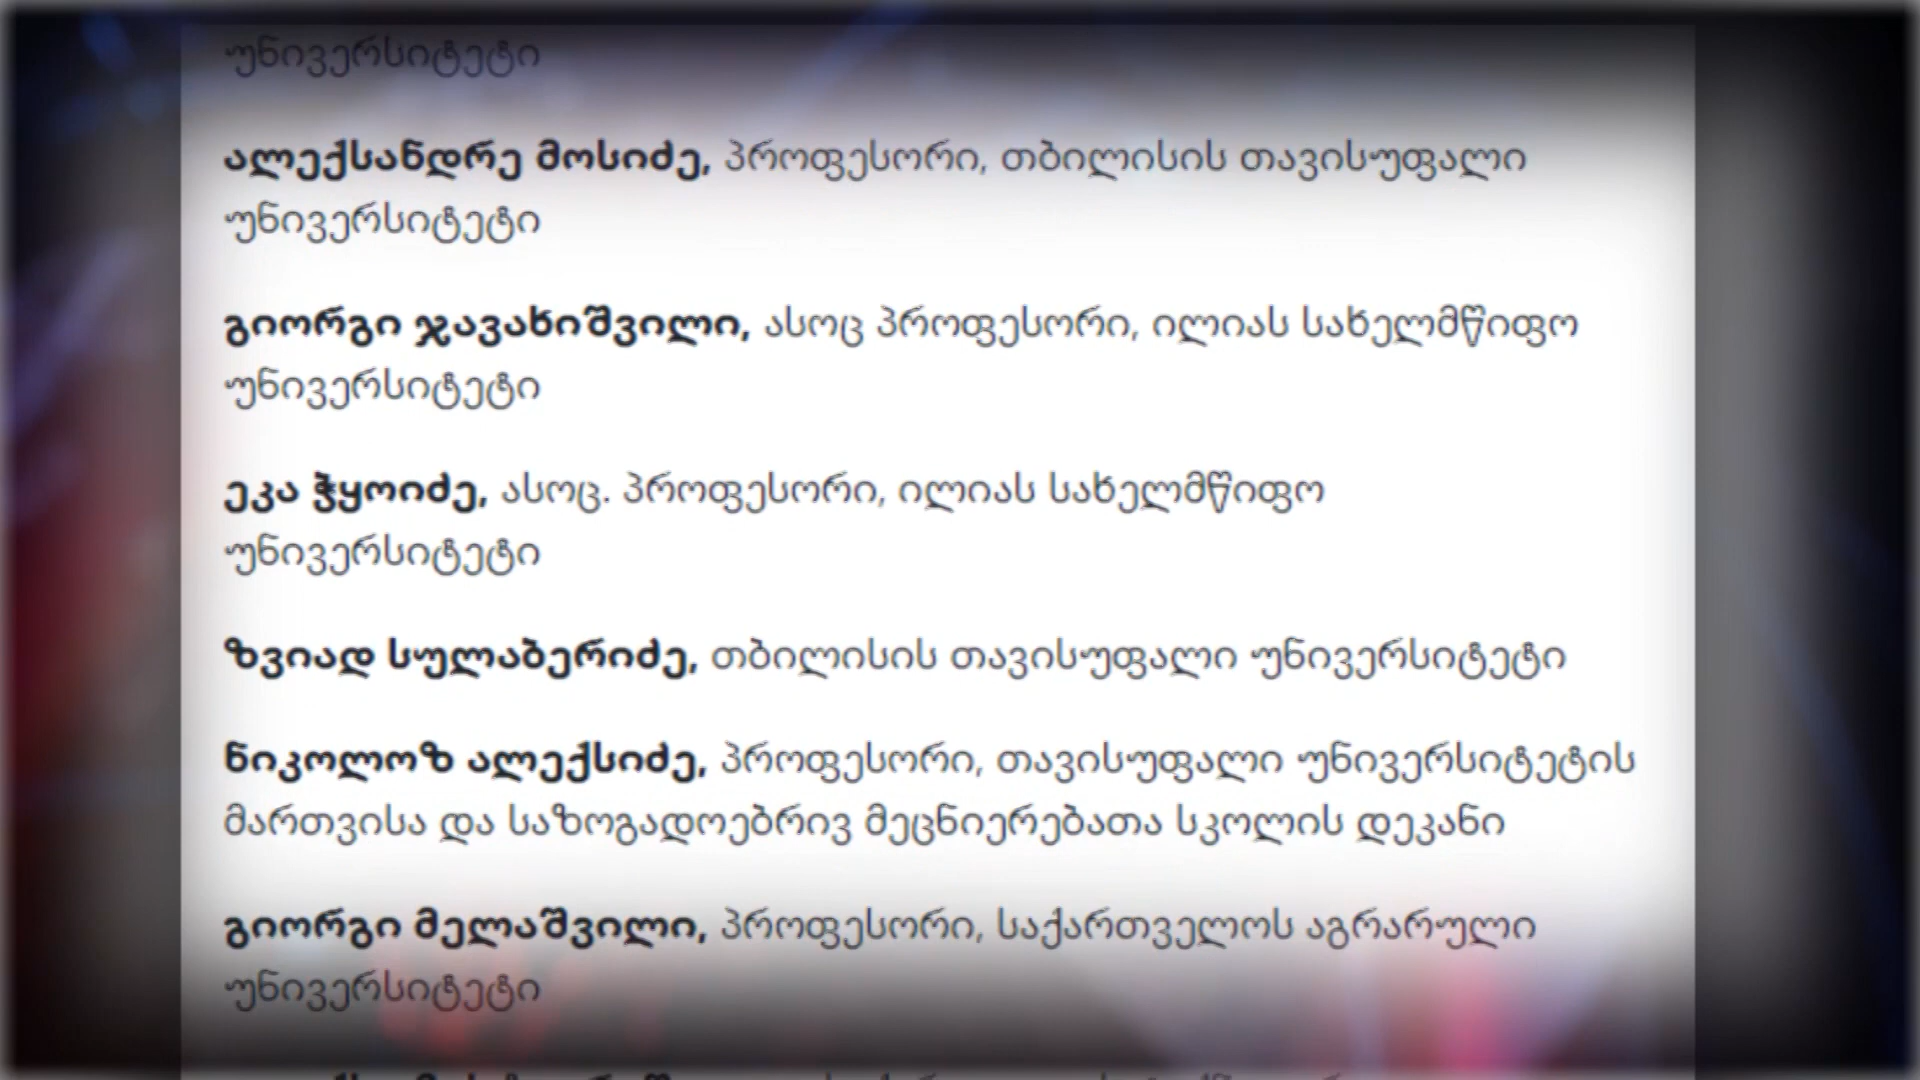 უნივერსიტეტი
ალექსანდრე მოსიძე, პროფესორი, თბილისის თავისუფალი
უნივერსიტეტი
გიორგი ჯავახიშვილი, ასოც პროფესორი, ილიას სახელმწიფო
უნივერსიტეტი
ეკა ჭყოიძე, ასოც. პროფესორი, ილიას სახელმწიფო
უნივერსიტეტი
ზვიად სულაბერიძე, თბილისის თავისუფალი უნივერსიტეტი
ნიკოლოზ ალექსიძე, პროფესორი, თავისუფალი უნივერსიტეტის
მართვისა და საზოგადოებრივ მეცნიერებათა სკოლის დეკანი
გიორგი მელაშვილი, პროფესორი, საქართველოს აგრარული
უნივერსიტეტი